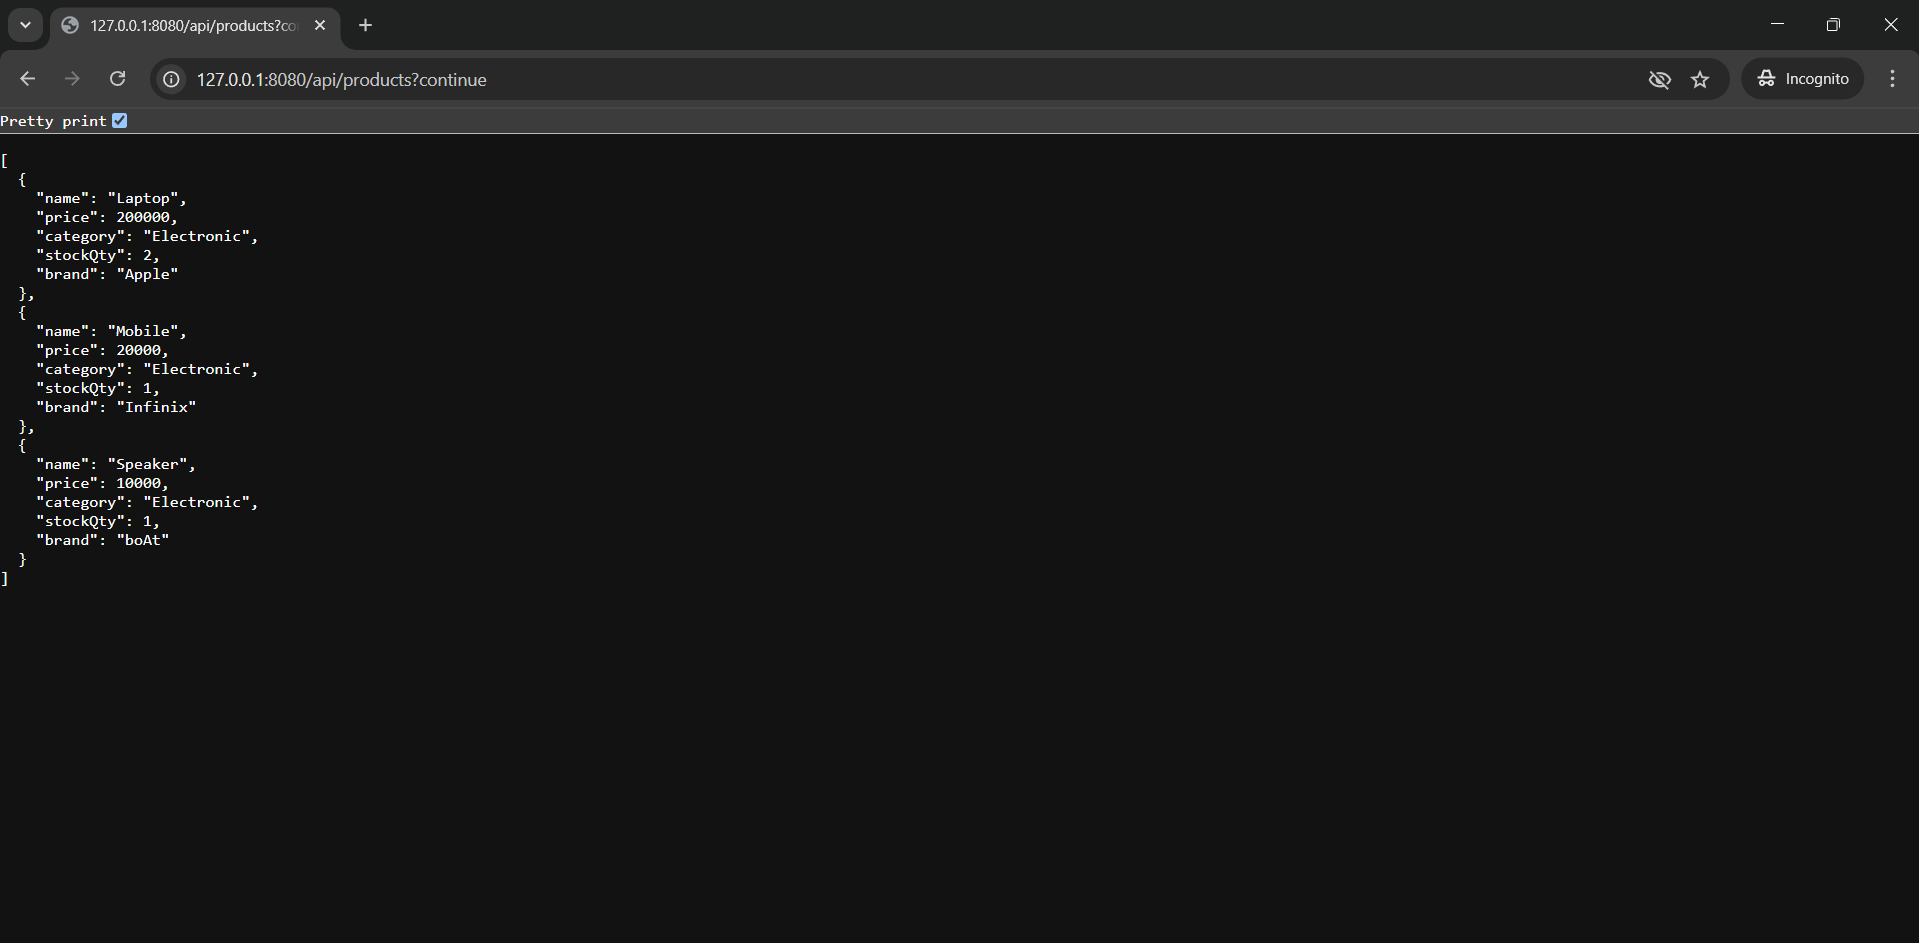 127.0.0.1:8080/api/products?co
127.0.0.1:8080/api/products?continue
Incognito
Pretty print
[
  {
    "name": "Laptop",
    "price": 200000,
    "category": "Electronic",
    "stockQty": 2,
    "brand": "Apple"
  },
  {
    "name": "Mobile",
    "price": 20000,
    "category": "Electronic",
    "stockQty": 1,
    "brand": "Infinix"
  },
  {
    "name": "Speaker",
    "price": 10000,
    "category": "Electronic",
    "stockQty": 1,
    "brand": "boAt"
  }
]